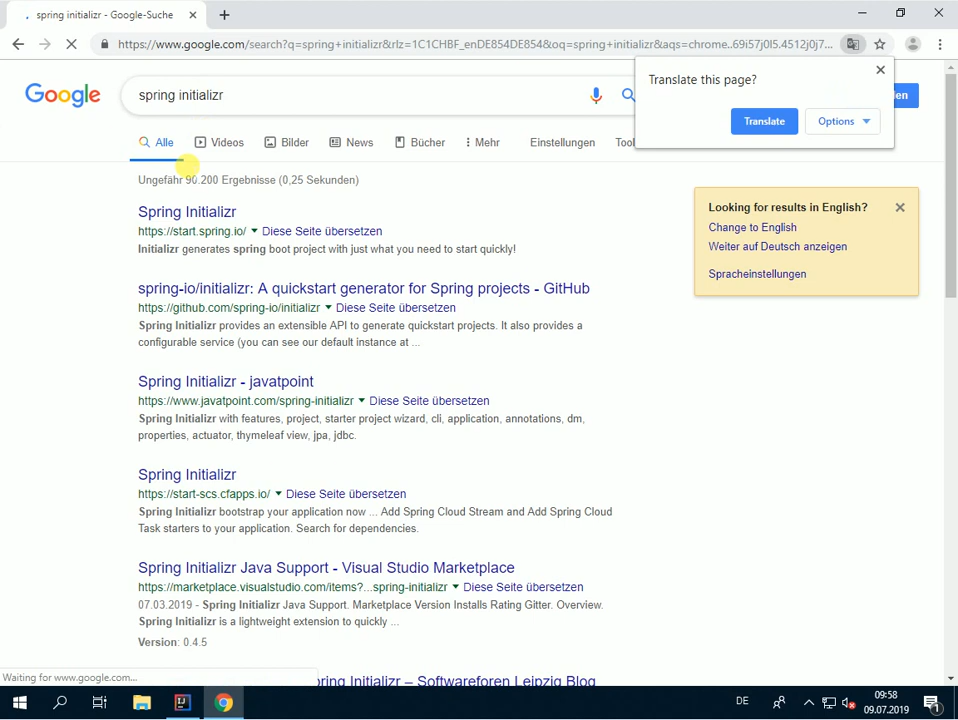 spring initializr - Google-Suche
https://www.google.com/search?q=spring+initializr&rlz=1C1CHBF_enDE854DE854&oq=spring+initializr&aqs=chrome..69i57j0l5.4512j0j7...
Google
spring initializr
Translate this page?
Translate
Options
en
Alle
Videos
Bilder
News
Bücher
Mehr
Einstellungen
Ungefähr 90.200 Ergebnisse (0,25 Sekunden)
Spring Initializr
https://start.spring.io/ Diese Seite übersetzen
Initializr generates spring boot project with just what you need to start quickly!
Looking for results in English?
Change to English
Weiter auf Deutsch anzeigen
Spracheinstellungen
spring-io/initializr: A quickstart generator for Spring projects - GitHub
https://github.com/spring-io/initializr Diese Seite übersetzen
Spring Initializr provides an extensible API to generate quickstart projects. It also provides a
configurable service (you can see our default instance at ...
Spring Initializr - javatpoint
https://www.javatpoint.com/spring-initializr Diese Seite übersetzen
Spring Initializr with features, project, starter project wizard, cli, application, annotations, dm,
properties, actuator, thymeleaf view, jpa, jdbc.
Spring Initializr
https://start-scs.cfapps.io/ Diese Seite übersetzen
Spring Initializr bootstrap your application now ... Add Spring Cloud Stream and Add Spring Cloud
Task starters to your application. Search for dependencies.
Spring Initializr Java Support - Visual Studio Marketplace
https://marketplace.visualstudio.com/items?...spring-initializr Diese Seite übersetzen
07.03.2019 - Spring Initializr Java Support. Marketplace Version Installs Rating Gitter. Overview.
Spring Initializr is a lightweight extension to quickly ...
Version: 0.4.5
Waiting for www.google.com...
pring Initializr – Softwareforen Leipzig Blog
DE
09:58
09.07.2019
1